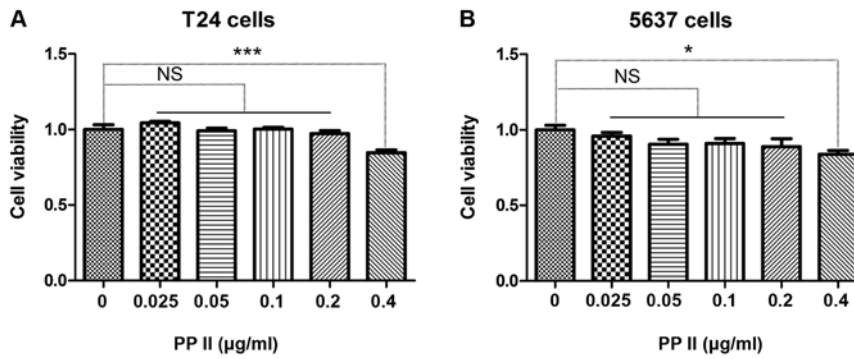 A
T24 cells
***
NS
1.5
1.0
0.5
0.0
Cell viability
0 0.025 0.05 0.1 0.2 0.4
PP II (µg/ml)
B
5637 cells
*
NS
1.5
1.0
0.5
0.0
Cell viability
0 0.025 0.05 0.1 0.2 0.4
PP II (µg/ml)